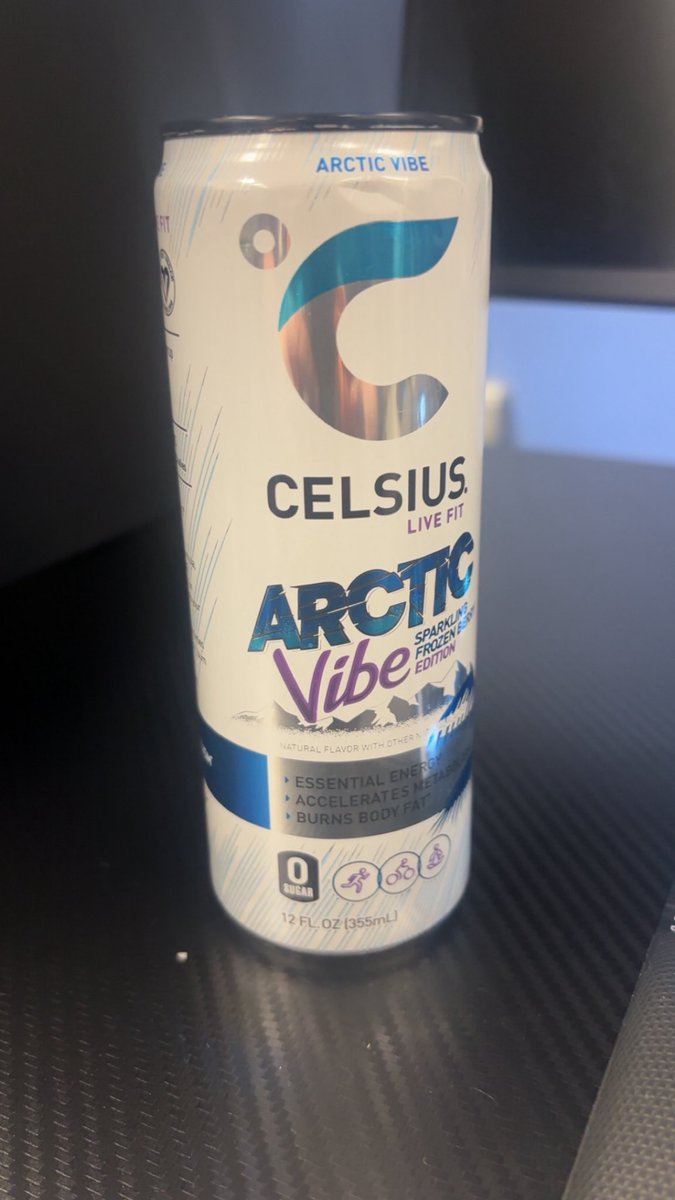 ARCTIC VIBE
CELSIUS.
LIVE FIT
ARCTIC
Vibe
SPARKLING
FROZEN BERRY
EDITION
NATURAL FLAVOR WITH OTHER
ESSENTIAL ENERGY
ACCELERATES
BURNS BODY FAT
0
SUGAR
12 FL. OZ (355mL)